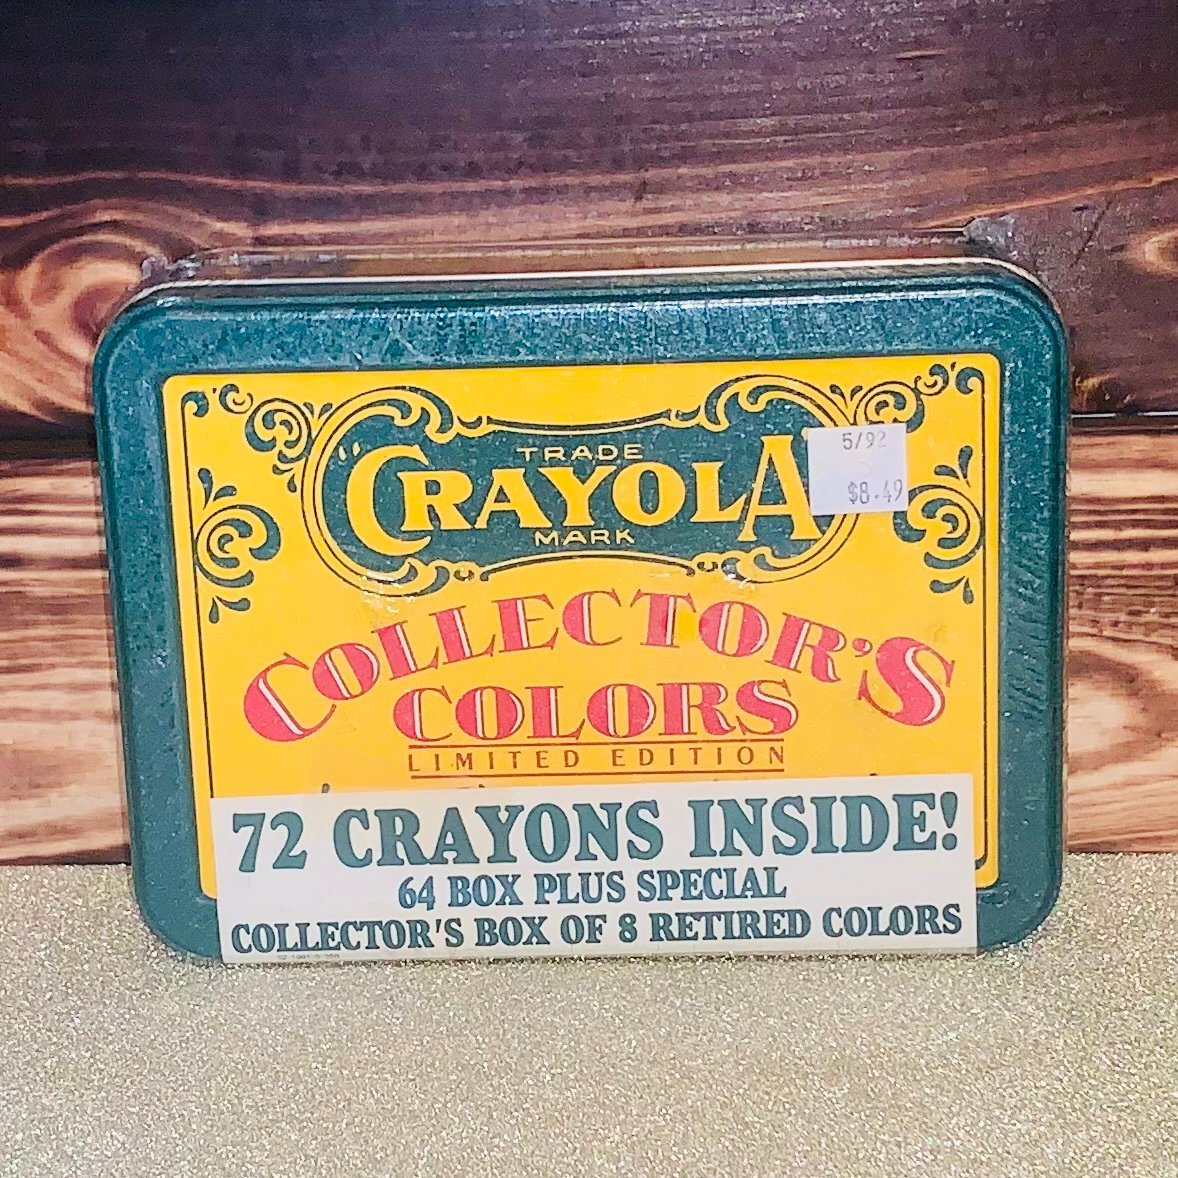 TRADE
"CRAYOLA
MARK
5/92
$8.49
COLLECTOR'S
COLORS
LIMITED EDITION
72 CRAYONS INSIDE!
64 BOX PLUS SPECIAL
COLLECTOR'S BOX OF 8 RETIRED COLORS